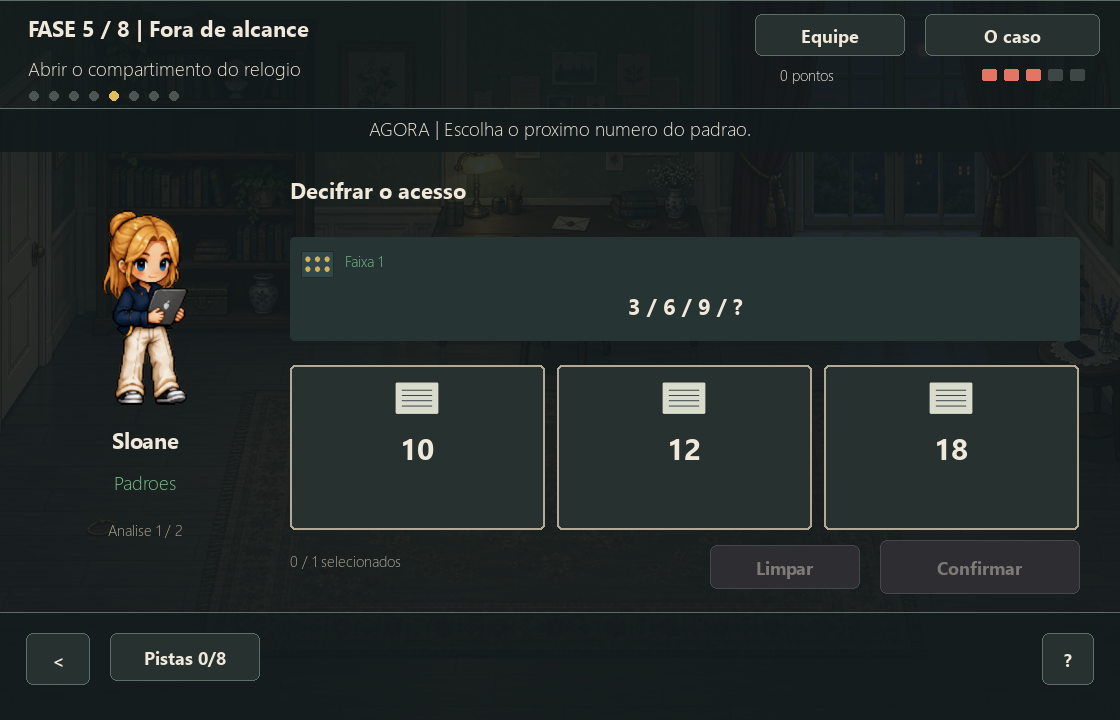 FASE 5 / 8 | Fora de alcance
Abrir o compartimento do relogio
Equipe
O caso
0 pontos
AGORA | Escolha o proximo numero do padrao.
Decifrar o acesso
Faixa 1
3 / 6 / 9 / ?
10
12
18
Sloane
Padroes
Analise 1 / 2
0 / 1 selecionados
Limpar
Confirmar
<
Pistas 0/8
?